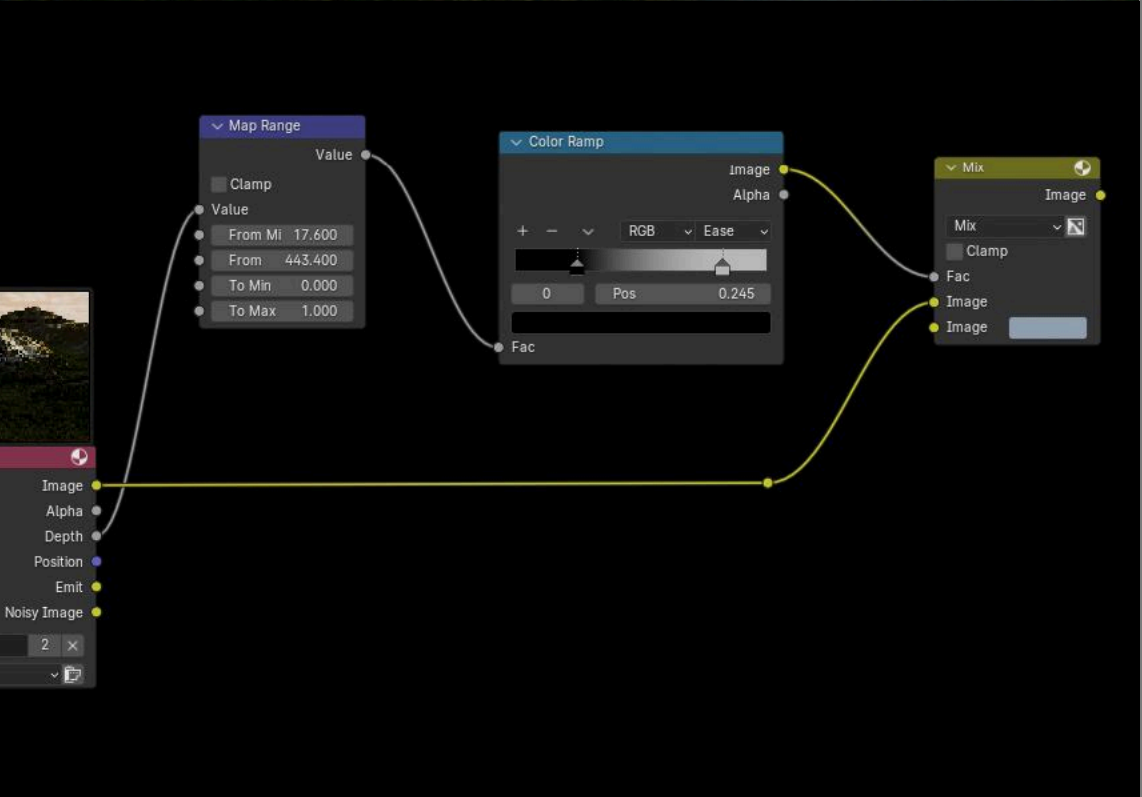 Map Range
Value
Clamp
Value
From Mi 17.600
From 443.400
To Min 0.000
To Max 1.000
Color Ramp
Image
Alpha
RGB
Ease
0
Pos 0.245
Fac
Mix
Image
Mix
Clamp
Fac
Image
Image
Image
Alpha
Depth
Position
Emit
Noisy Image
2